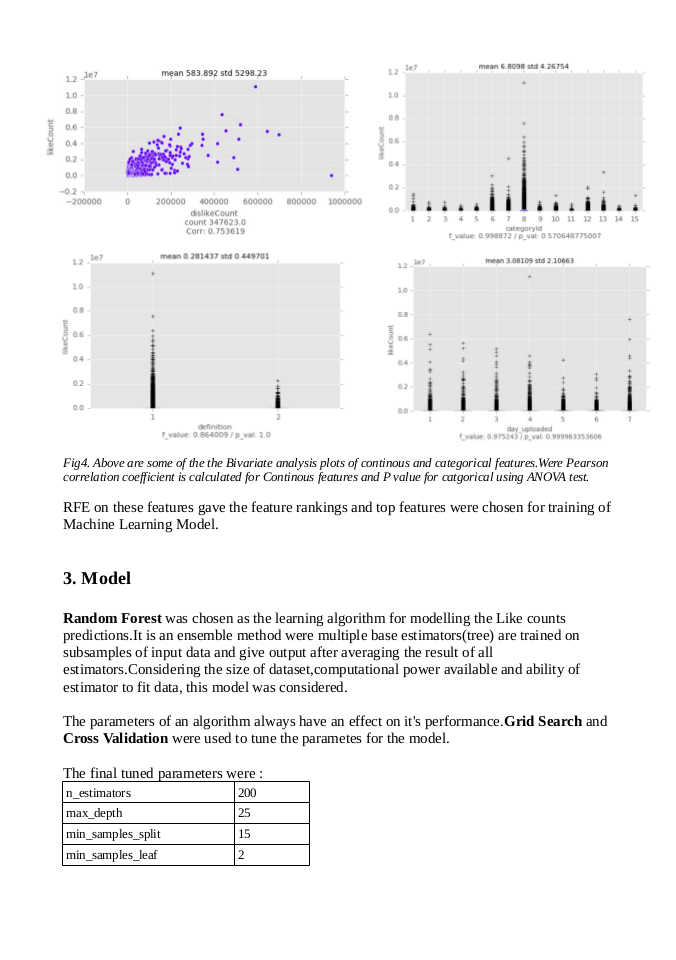 mean 583.892 std 5298.23
1e7
1.2
1.0
0.8
0.6
0.4
0.2
0.0
−0.2
likeCount
−200000 0 200000 400000 600000 800000 1000000
dislikeCount
count 347623.0
Corr: 0.753619
mean 6.8098 std 4.26754
1e7
1.2
1.0
0.8
0.6
0.4
0.2
0.0
likeCount
1 2 3 4 5 6 7 8 9 10 11 12 13 14 15
categoryId
f_value: 0.998872 / p_val: 0.570648775007
mean 0.281437 std 0.449701
1e7
1.2
1.0
0.8
0.6
0.4
0.2
0.0
likeCount
1 2
definition
f_value: 0.864009 / p_val: 1.0
mean 3.08109 std 2.10663
1e7
1.2
1.0
0.8
0.6
0.4
0.2
0.0
likeCount
1 2 3 4 5 6 7
day_uploaded
f_value: 0.975243 / p_val: 0.999963353606
Fig4. Above are some of the the Bivariate analysis plots of continous and categorical features.Were Pearson
correlation coefficient is calculated for Continous features and P value for catgorical using ANOVA test.
RFE on these features gave the feature rankings and top features were chosen for training of
Machine Learning Model.
3. Model
Random Forest was chosen as the learning algorithm for modelling the Like counts
predictions.It is an ensemble method were multiple base estimators(tree) are trained on
subsamples of input data and give output after averaging the result of all
estimators.Considering the size of dataset,computational power available and ability of
estimator to fit data, this model was considered.
The parameters of an algorithm always have an effect on it's performance.Grid Search and
Cross Validation were used to tune the parametes for the model.
The final tuned parameters were :
n_estimators 200
max_depth 25
min_samples_split 15
min_samples_leaf 2